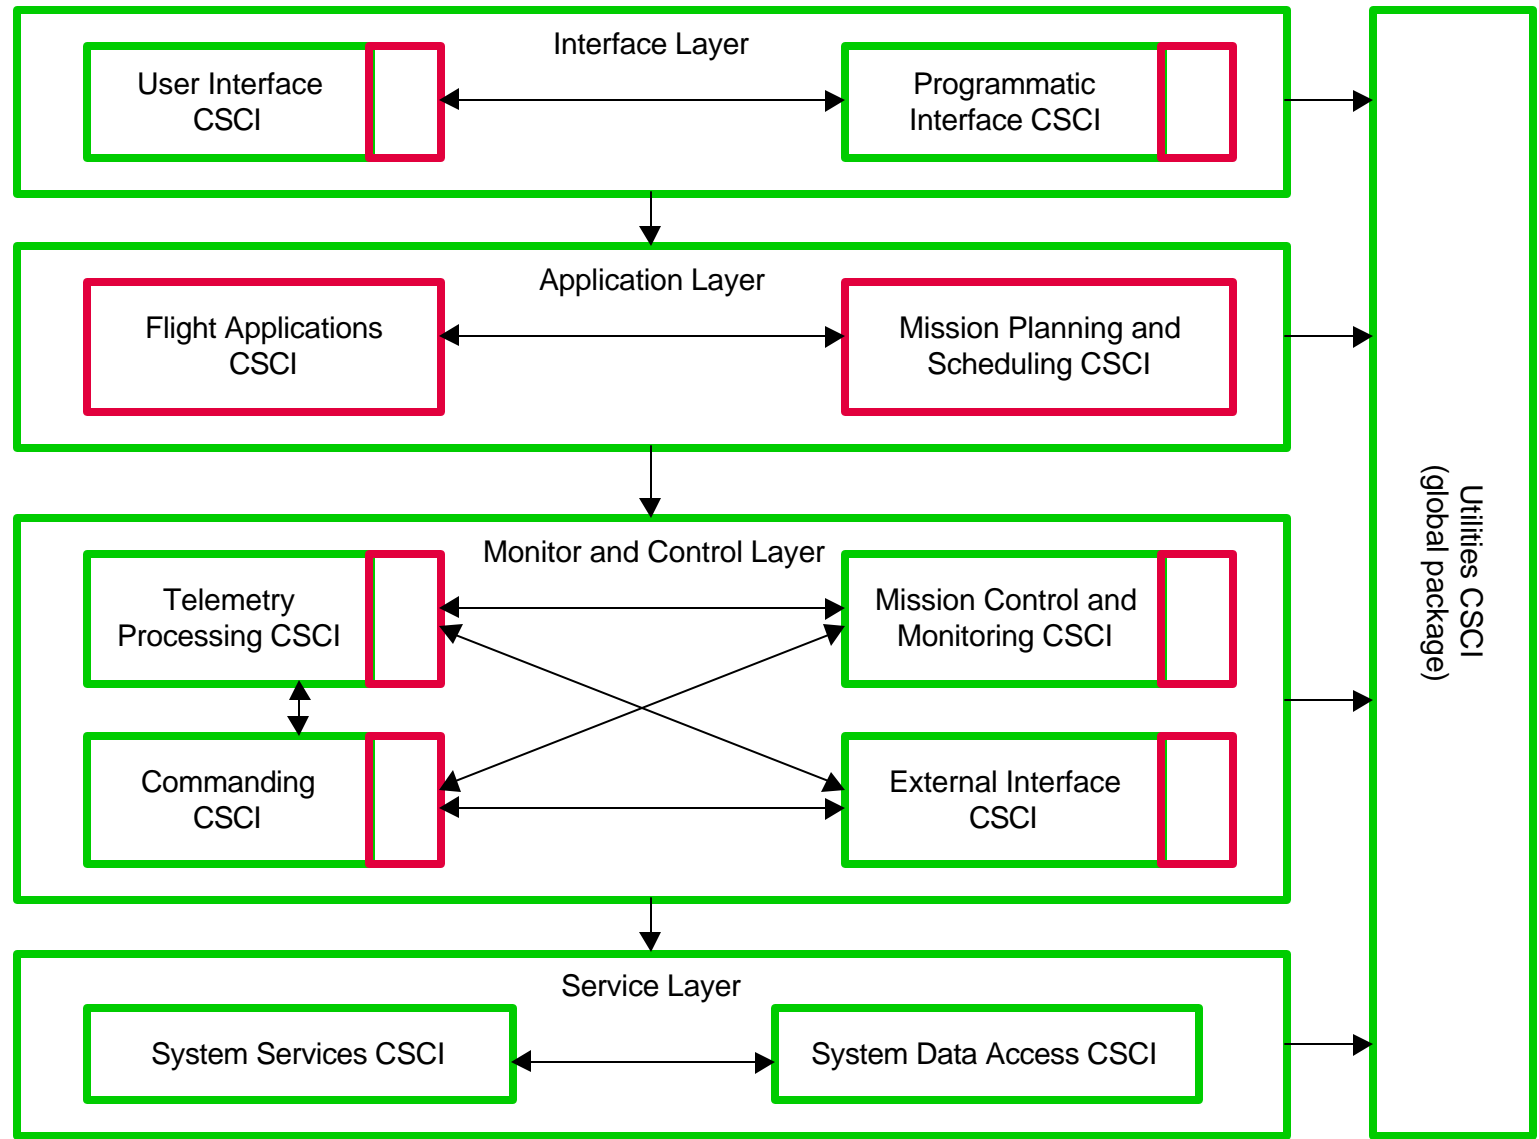 Interface Layer
User Interface
CSCI
Programmatic
Interface CSCI
Application Layer
Flight Applications
CSCI
Mission Planning and
Scheduling CSCI
Monitor and Control Layer
Telemetry
Processing CSCI
Mission Control and
Monitoring CSCI
Commanding
CSCI
External Interface
CSCI
Service Layer
System Services CSCI
System Data Access CSCI
Utilities CSCI
(global package)